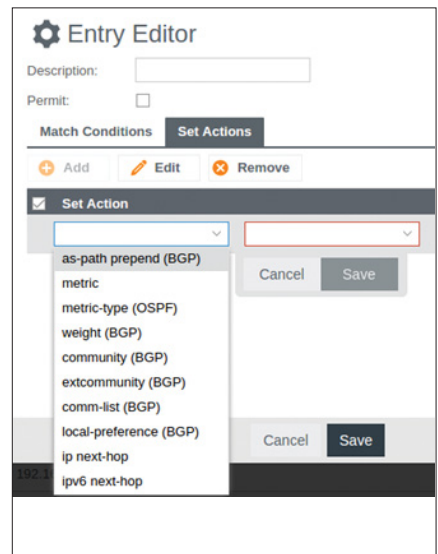 Entry Editor
Description:
Permit:
Match Conditions Set Actions
Add Edit Remove
Set Action
as-path prepend (BGP)
metric
Cancel Save
metric-type (OSPF)
weight (BGP)
community (BGP)
extcommunity (BGP)
comm-list (BGP)
local-preference (BGP)
Cancel Save
ip next-hop
ipv6 next-hop